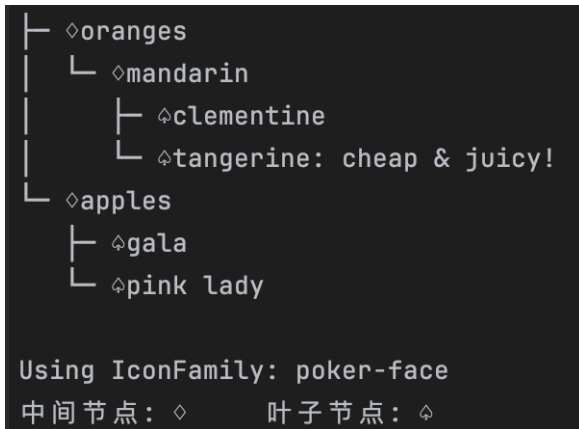 ├─ ♢oranges
│  └─ ♢mandarin
│     ├─ ♤clementine
│     └─ ♤tangerine: cheap & juicy!
└─ ♢apples
   ├─ ♤gala
   └─ ♤pink lady
Using IconFamily: poker-face
中间节点: ♢     叶子节点: ♤